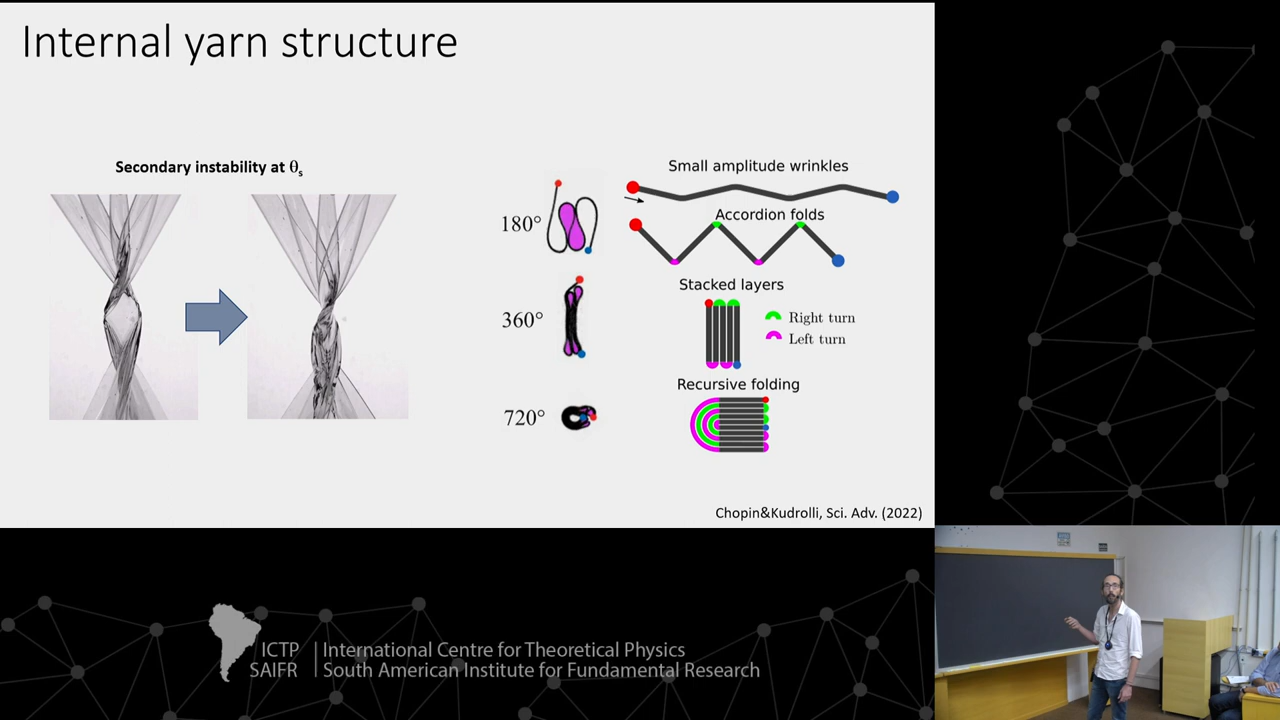 Internal yarn structure
Secondary instability at θs
180°
360°
720°
Small amplitude wrinkles
Accordion folds
Stacked layers
Right turn
Left turn
Recursive folding
Chopin&Kudrolli, Sci. Adv. (2022)
ICTP
SAIFR
International Centre for Theoretical Physics
South American Institute for Fundamental Research